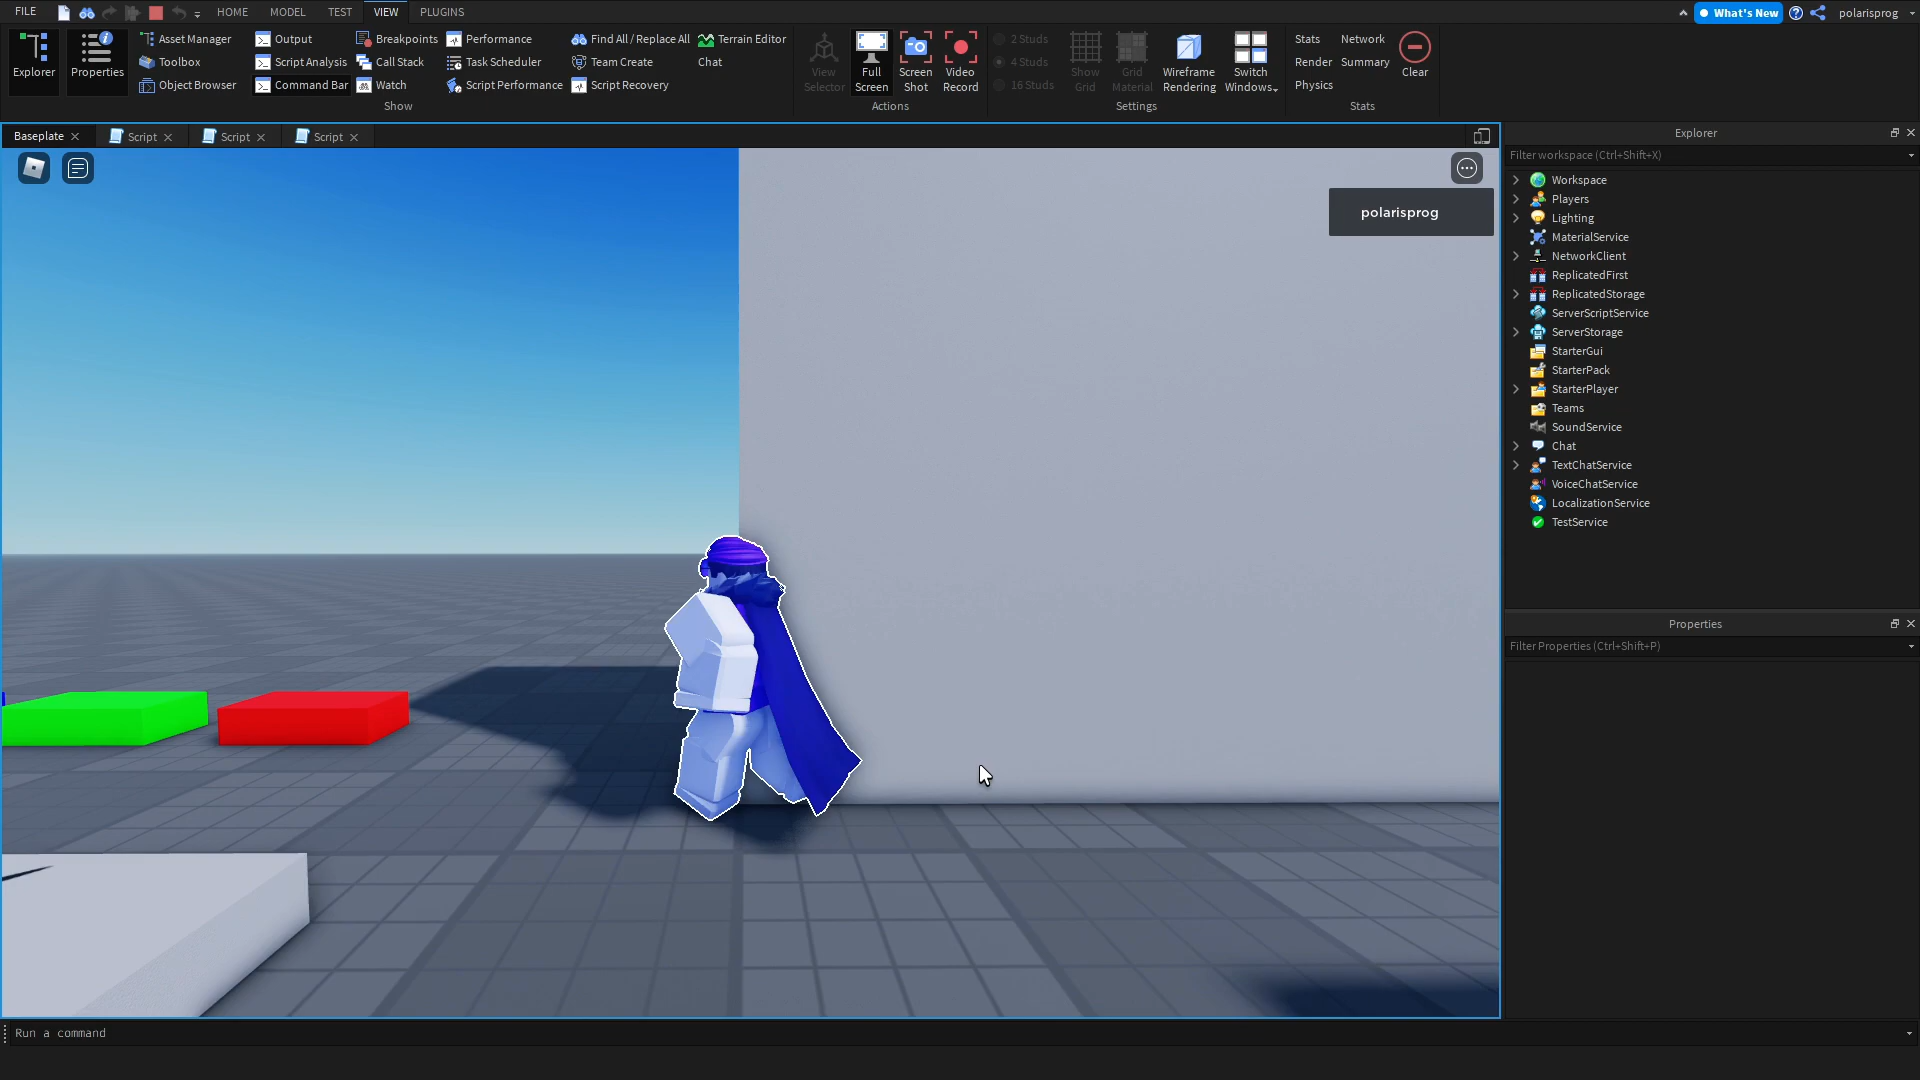 FILE HOME MODEL TEST VIEW PLUGINS What's New polarisprog
Explorer
Properties
Asset Manager
Toolbox
Object Browser
Output
Script Analysis
Command Bar
Breakpoints
Call Stack
Watch
Performance
Task Scheduler
Script Performance
Find All / Replace All
Team Create
Script Recovery
Terrain Editor
Chat
Show
View
Selector
Full
Screen
Screen
Shot
Video
Record
Actions
2 Studs
4 Studs
16 Studs
Show
Grid
Grid
Material
Wireframe
Rendering
Switch
Windows
Settings
Stats
Render
Physics
Network
Summary
Clear
Stats
Baseplate Script Script Script
polarisprog
Explorer
Filter workspace (Ctrl+Shift+X)
Workspace
Players
Lighting
MaterialService
NetworkClient
ReplicatedFirst
ReplicatedStorage
ServerScriptService
ServerStorage
StarterGui
StarterPack
StarterPlayer
Teams
SoundService
Chat
TextChatService
VoiceChatService
LocalizationService
TestService
Properties
Filter Properties (Ctrl+Shift+P)
Run a command